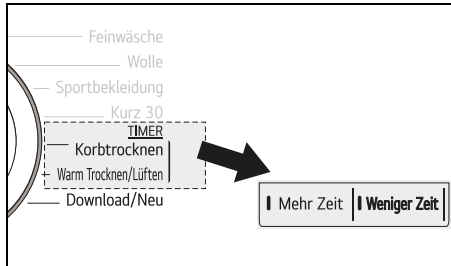 Feinwäsche
Wolle
Sportbekleidung
Kurz 30
TIMER
Korbtrocknen
Warm Trocknen/Lüften
Download/Neu
Mehr Zeit
Weniger Zeit